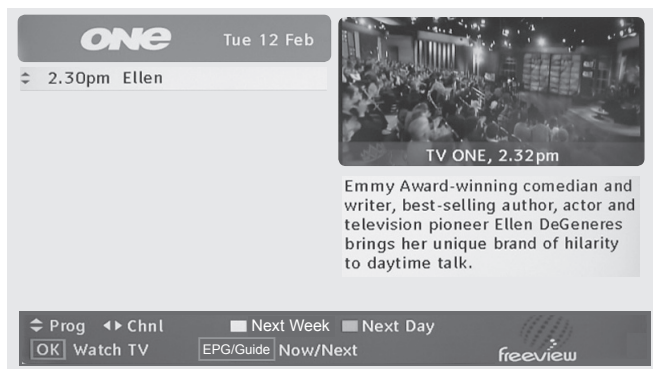 one Tue 12 Feb
2.30pm Ellen
TV ONE, 2.32pm
Emmy Award-winning comedian and
writer, best-selling author, actor and
television pioneer Ellen DeGeneres
brings her unique brand of hilarity
to daytime talk.
Prog Chnl Next Week Next Day
OK Watch TV EPG/Guide Now/Next
freeview